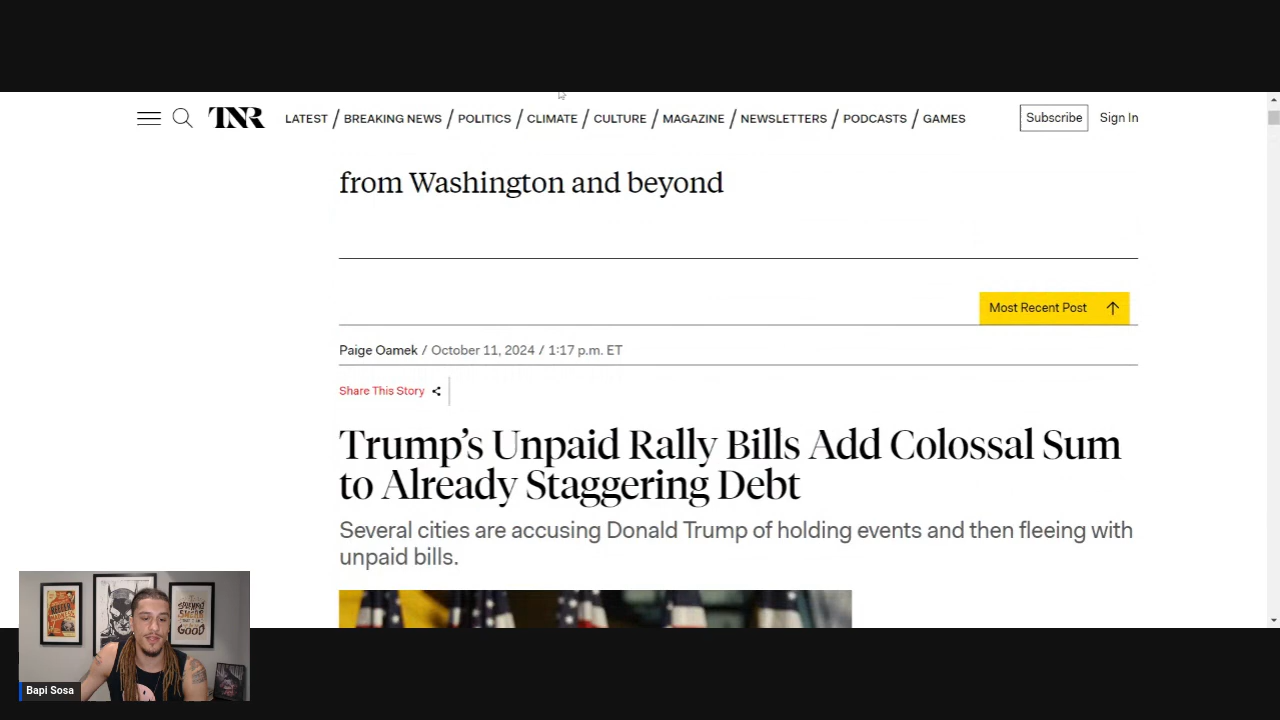 TNR
LATEST / BREAKING NEWS / POLITICS / CLIMATE / CULTURE / MAGAZINE / NEWSLETTERS / PODCASTS / GAMES
Subscribe
Sign In
from Washington and beyond
Most Recent Post
Paige Oamek / October 11, 2024 / 1:17 p.m. ET
Share This Story
Trump’s Unpaid Rally Bills Add Colossal Sum
to Already Staggering Debt
Several cities are accusing Donald Trump of holding events and then fleeing with
unpaid bills.
GOOD
Bapi Sosa